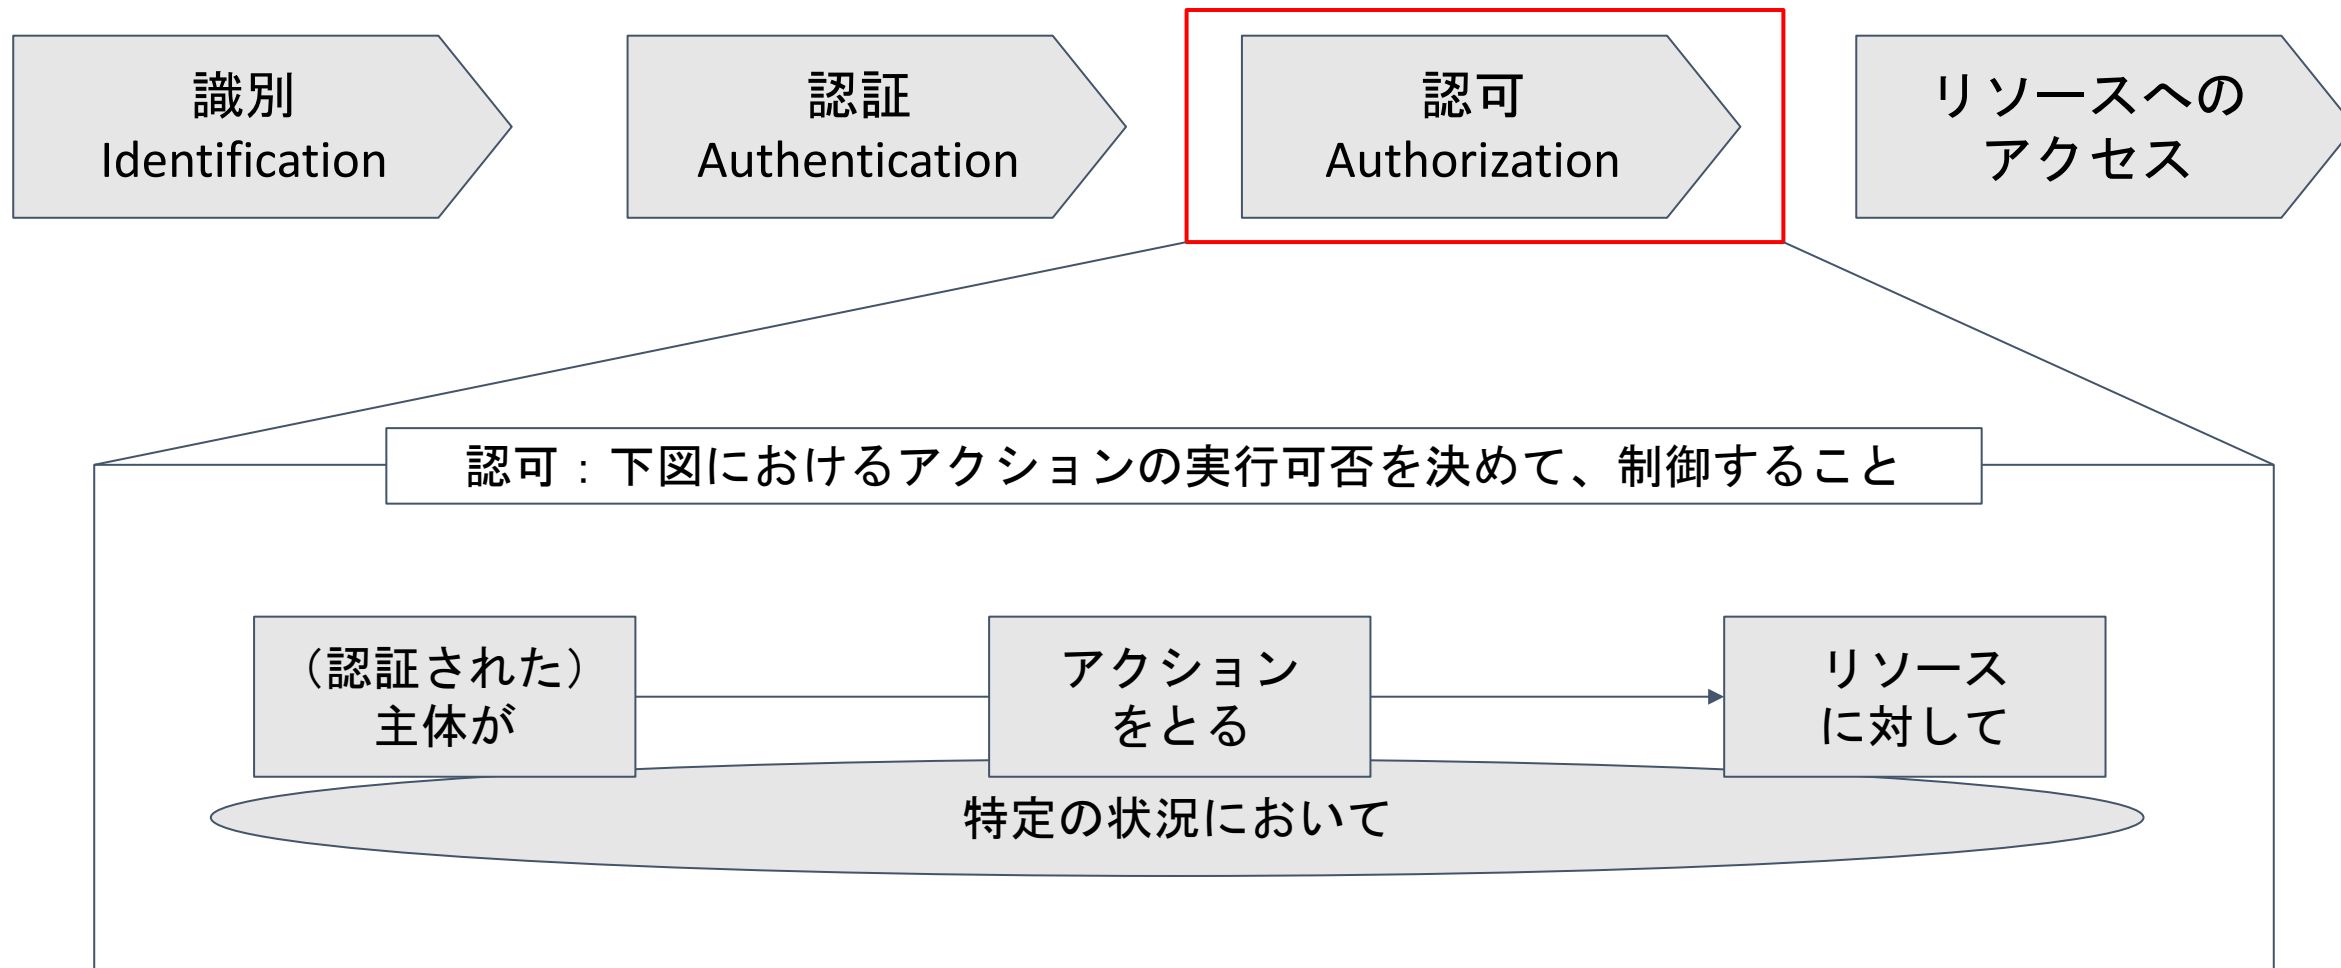 識別
Identification
認証
Authentication
認可
Authorization
リソースへの
アクセス
認可：下図におけるアクションの実行可否を決めて、制御すること
（認証された）
主体が
アクション
をとる
リソース
に対して
特定の状況において